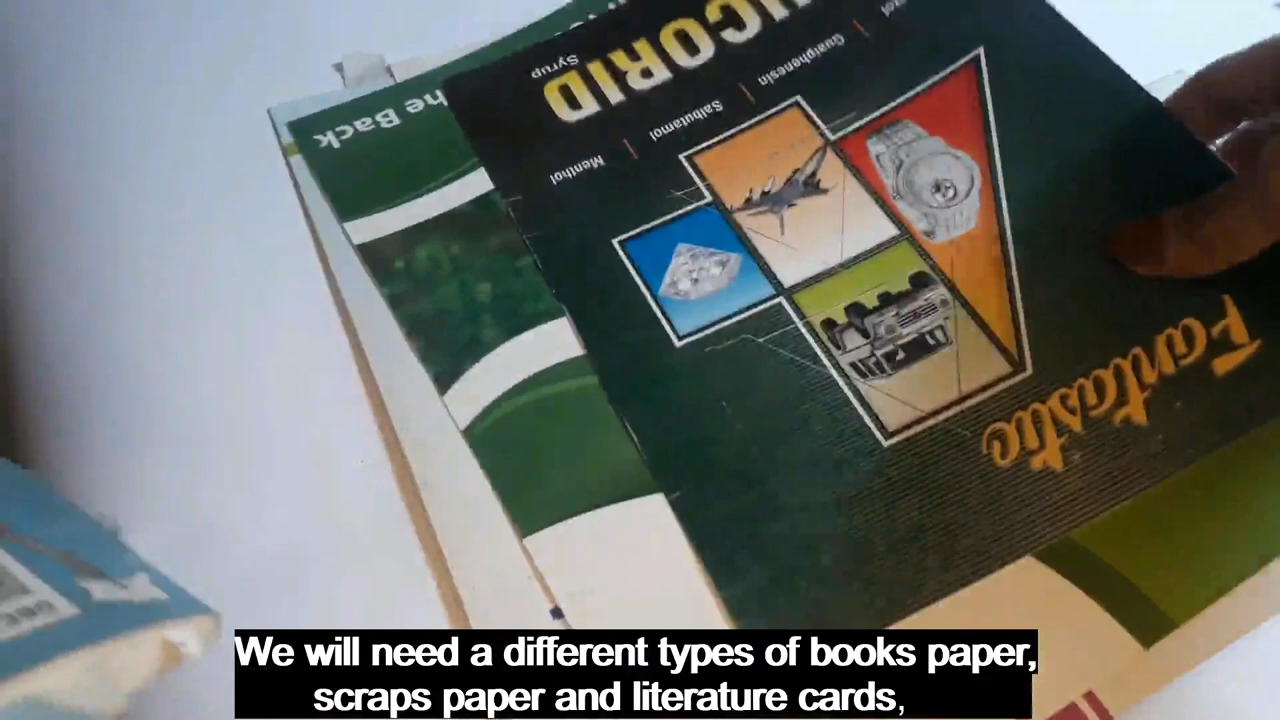 Syrup
Guaiphenesin
Salbutamol
Menthol
Back
Fantastic
We will need a different types of books paper,
scraps paper and literature cards,